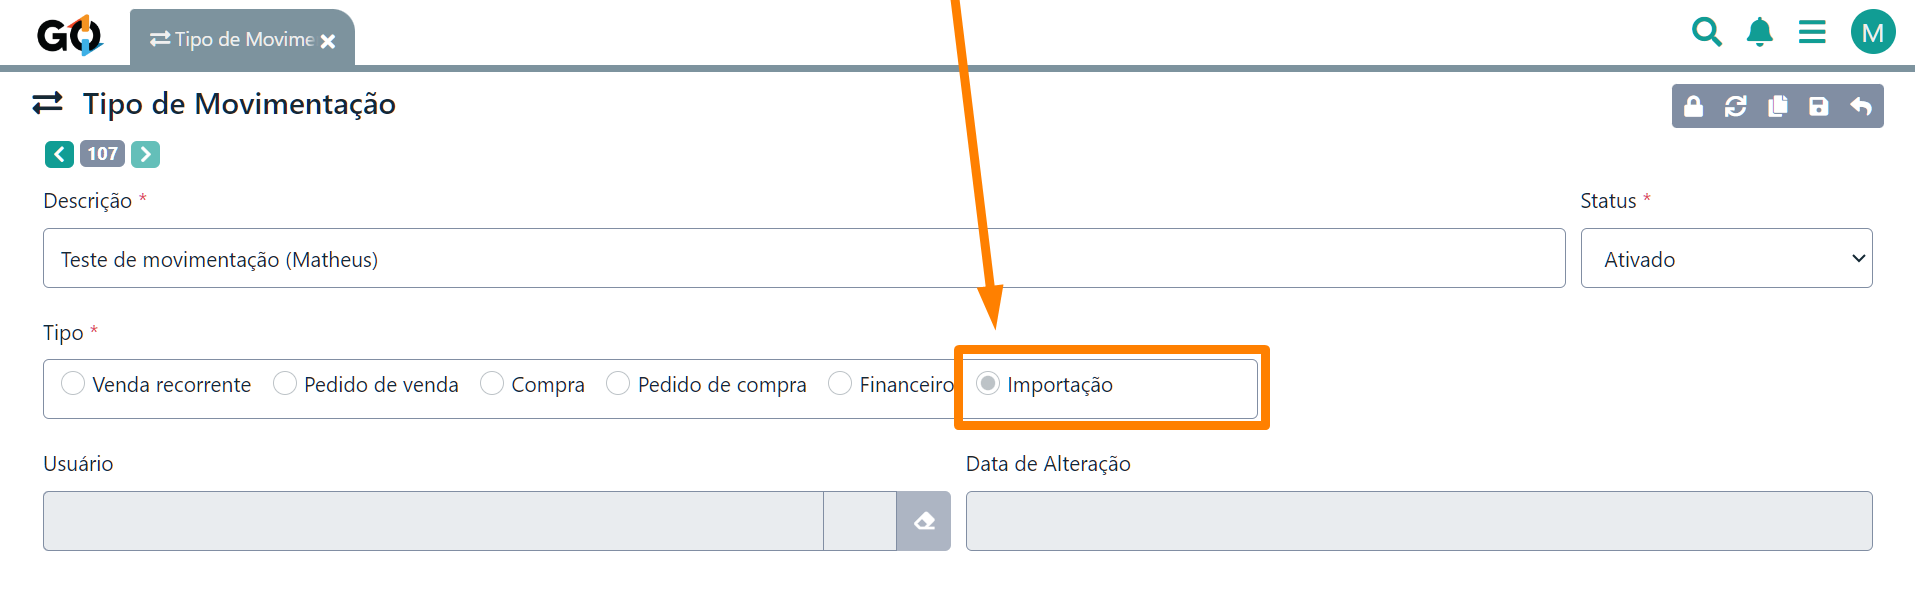 GO
Tipo de Movime
M
Tipo de Movimentação
107
Descrição *
Status *
Teste de movimentação (Matheus)
Ativado
Tipo *
Venda recorrente Pedido de venda Compra Pedido de compra Financeiro Importação
Usuário
Data de Alteração